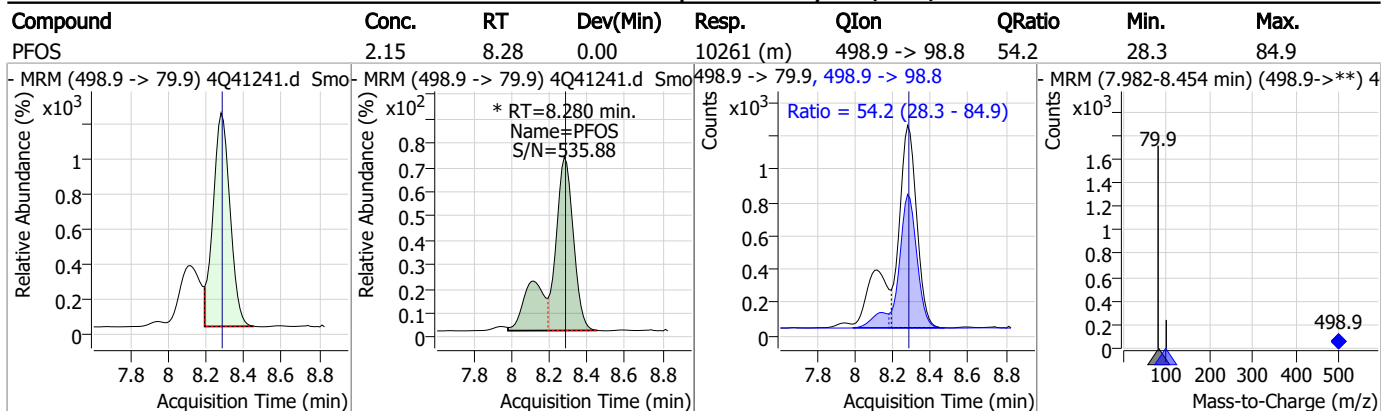 Compound Conc. RT Dev(Min) Resp. QIon QRatio Min. Max.
PFOS 2.15 8.28 0.00 10261 (m) 498.9 -> 98.8 54.2 28.3 84.9
- MRM (498.9 -> 79.9) 4Q41241.d Smo
Relative Abundance (%)
x10³
1
0.8
0.6
0.4
0.2
0
7.8 8 8.2 8.4 8.6 8.8
Acquisition Time (min)
- MRM (498.9 -> 79.9) 4Q41241.d Smo
Relative Abundance (%)
x10²
* RT=8.280 min.
Name=PFOS
S/N=535.88
0.8
0.7
0.6
0.5
0.4
0.3
0.2
0.1
0
7.8 8 8.2 8.4 8.6 8.8
Acquisition Time (min)
498.9 -> 79.9, 498.9 -> 98.8
Counts
x10³
Ratio = 54.2 (28.3 - 84.9)
1
0.8
0.6
0.4
0.2
0
7.8 8 8.2 8.4 8.6 8.8
Acquisition Time (min)
- MRM (7.982-8.454 min) (498.9->**) 4
Counts
x10³
79.9
1.6
1.4
1.2
1
0.8
0.6
0.4
0.2
0
498.9
100 200 300 400 500
Mass-to-Charge (m/z)